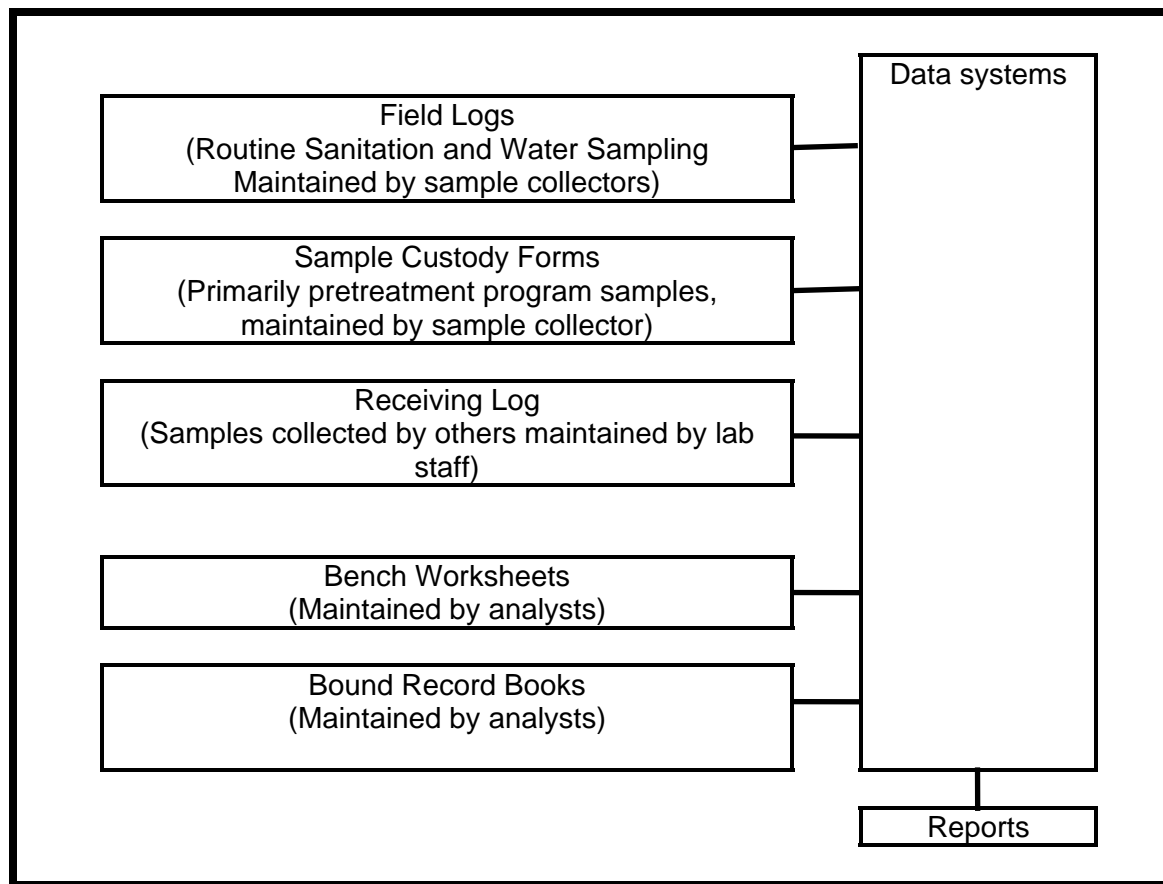 Data systems
Field Logs
(Routine Sanitation and Water Sampling
Maintained by sample collectors)
Sample Custody Forms
(Primarily pretreatment program samples,
maintained by sample collector)
Receiving Log
(Samples collected by others maintained by lab
staff)
Bench Worksheets
(Maintained by analysts)
Bound Record Books
(Maintained by analysts)
Reports